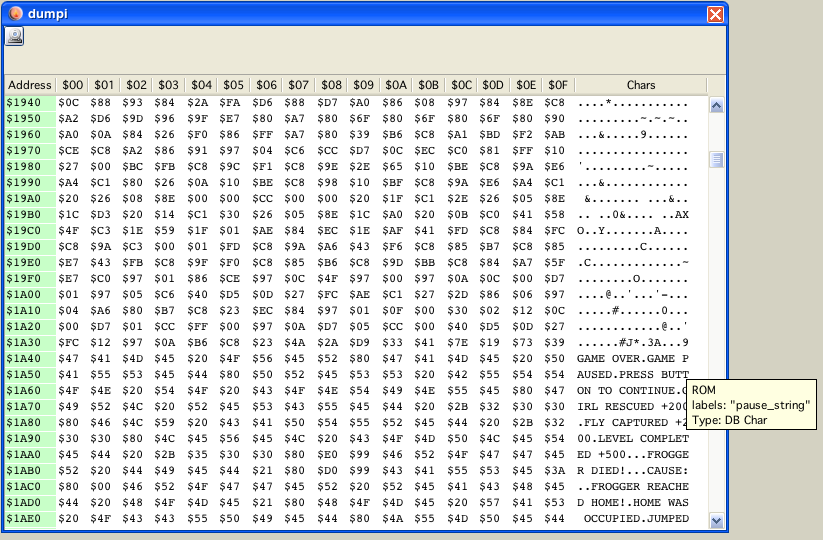 dumpi
Address $00 $01 $02 $03 $04 $05 $06 $07 $08 $09 $0A $0B $0C $0D $0E $0F Chars
$1940 $0C $88 $93 $84 $2A $FA $D6 $88 $D7 $A0 $86 $08 $97 $84 $8E $C8 ....*...........
$1950 $A2 $D6 $9D $96 $9F $E7 $80 $A7 $80 $6F $80 $6F $80 $6F $80 $90 .........~.~.~..
$1960 $A0 $0A $84 $26 $F0 $86 $FF $A7 $80 $39 $B6 $C8 $A1 $BD $F2 $AB ...&.....9......
$1970 $CE $C8 $A2 $86 $91 $97 $04 $C6 $CC $D7 $0C $EC $C0 $81 $FF $10 ................
$1980 $27 $00 $BC $FB $C8 $9C $F1 $C8 $9E $2E $65 $10 $BE $C8 $9A $E6 '.........~.....
$1990 $A4 $C1 $80 $26 $0A $10 $BE $C8 $98 $10 $BF $C8 $9A $E6 $A4 $C1 ...&............
$19A0 $20 $26 $08 $8E $00 $00 $CC $00 $00 $20 $1F $C1 $2E $26 $05 $8E &....... ...&..
$19B0 $1C $D3 $20 $14 $C1 $30 $26 $05 $8E $1C $A0 $20 $0B $C0 $41 $58 .. ..0&.... ..AX
$19C0 $4F $C3 $1E $59 $1F $01 $AE $84 $EC $1E $AF $41 $FD $C8 $84 $FC O..Y.......A....
$19D0 $C8 $9A $C3 $00 $01 $FD $C8 $9A $A6 $43 $F6 $C8 $85 $B7 $C8 $85 .........C......
$19E0 $E7 $43 $FB $C8 $9F $F0 $C8 $85 $B6 $C8 $9D $BB $C8 $84 $A7 $5F .C.............~
$19F0 $E7 $C0 $97 $01 $86 $CE $97 $0C $4F $97 $00 $97 $0A $0C $00 $D7 ........O.......
$1A00 $01 $97 $05 $C6 $40 $D5 $0D $27 $FC $AE $C1 $27 $2D $86 $06 $97 ....@..'...'-...
$1A10 $04 $A6 $80 $B7 $C8 $23 $EC $84 $97 $01 $0F $00 $30 $02 $12 $0C .....#......0...
$1A20 $00 $D7 $01 $CC $FF $00 $97 $0A $D7 $05 $CC $00 $40 $D5 $0D $27 ............@..'
$1A30 $FC $12 $97 $0A $B6 $C8 $23 $4A $2A $D9 $33 $41 $7E $19 $73 $39 ......#J*.3A...9
$1A40 $47 $41 $4D $45 $20 $4F $56 $45 $52 $80 $47 $41 $4D $45 $20 $50 GAME OVER.GAME P
$1A50 $41 $55 $53 $45 $44 $80 $50 $52 $45 $53 $53 $20 $42 $55 $54 $54 AUSED.PRESS BUTT
$1A60 $4F $4E $20 $54 $4F $20 $43 $4F $4E $54 $49 $4E $55 $45 $80 $47 ON TO CONTINUE.G
$1A70 $49 $52 $4C $20 $52 $45 $53 $43 $55 $45 $44 $20 $2B $32 $30 $30 IRL RESCUED +200
$1A80 $80 $46 $4C $59 $20 $43 $41 $50 $54 $55 $52 $45 $44 $20 $2B $32 .FLY CAPTURED +2
$1A90 $30 $30 $80 $4C $45 $56 $45 $4C $20 $43 $4F $4D $50 $4C $45 $54 00.LEVEL COMPLET
$1AA0 $45 $44 $20 $2B $35 $30 $30 $80 $E0 $99 $46 $52 $4F $47 $47 $45 ED +500...FROGGE
$1AB0 $52 $20 $44 $49 $45 $44 $21 $80 $D0 $99 $43 $41 $55 $53 $45 $3A R DIED!...CAUSE:
$1AC0 $80 $00 $46 $52 $4F $47 $47 $45 $52 $20 $52 $45 $41 $43 $48 $45 ..FROGGER REACHE
$1AD0 $44 $20 $48 $4F $4D $45 $21 $80 $48 $4F $4D $45 $20 $57 $41 $53 D HOME!.HOME WAS
$1AE0 $20 $4F $43 $43 $55 $50 $49 $45 $44 $80 $4A $55 $4D $50 $45 $44 OCCUPIED.JUMPED
ROM
labels: "pause_string"
Type: DB Char